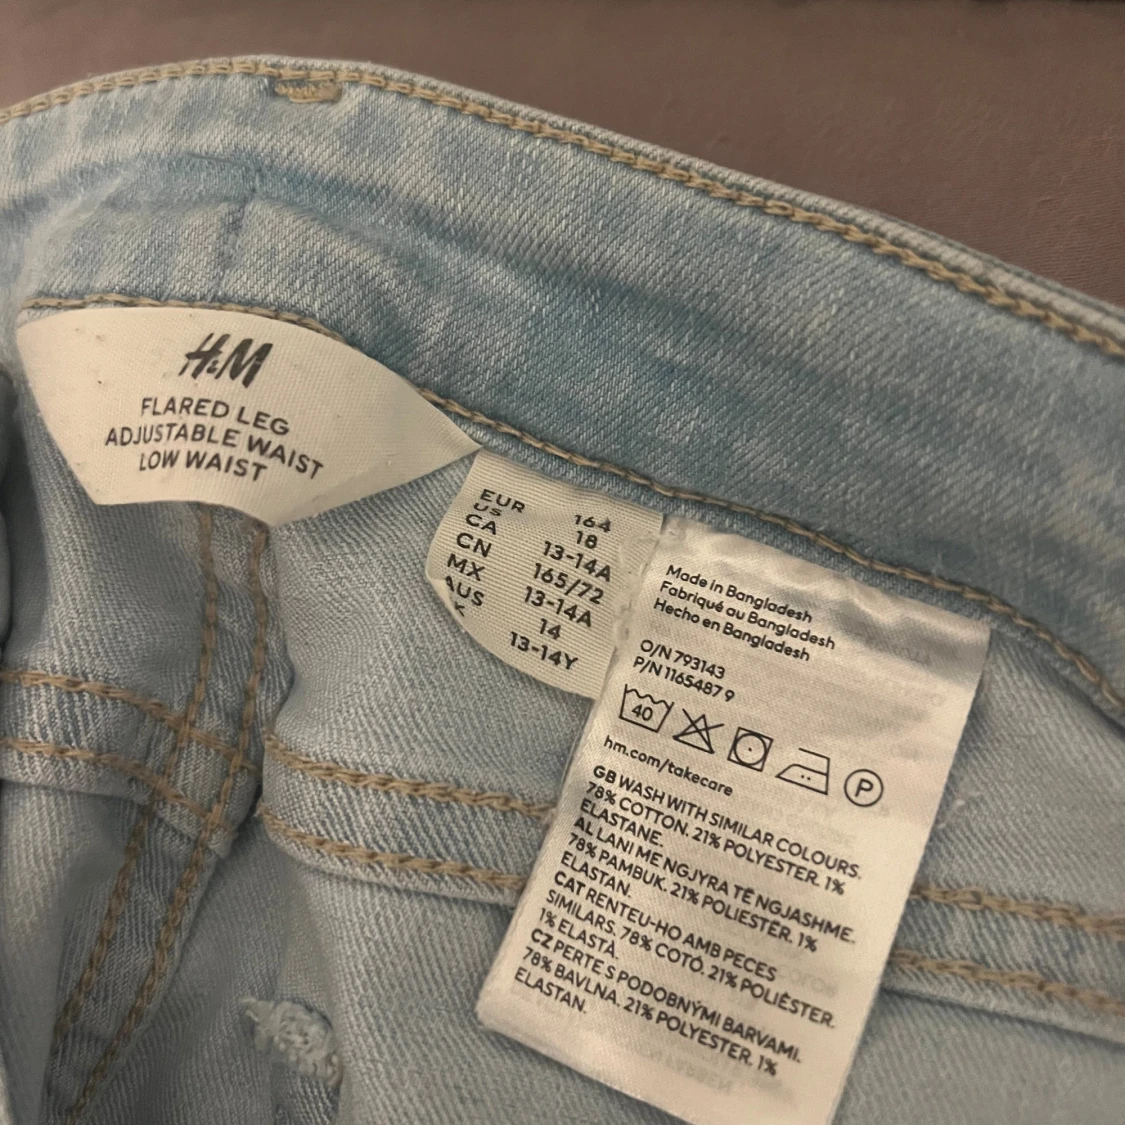 H&M
FLARED LEG
ADJUSTABLE WAIST
LOW WAIST
EUR 164
US 18
CA 13-14A
CN 165/72
MX 13-14A
AUS 14
13-14Y
Made in Bangladesh
Fabriqué au Bangladesh
Hecho en Bangladesh
O/N 793143
P/N 1165487 9
40
P
hm.com/takecare
GB WASH WITH SIMILAR COLOURS.
78% COTTON. 21% POLYESTER. 1%
ELASTANE.
AL LANI ME NGJYRA TË NGJASHME.
78% PAMBUK. 21% POLIESTËR. 1%
ELASTAN.
CAT RENTEU-HO AMB PECES
SIMILARS. 78% COTÓ. 21% POLIÈSTER.
1% ELASTÀ.
CZ PERTE S PODOBNÝMI BARVAMI.
78% BAVLNA. 21% POLYESTER. 1%
ELASTAN.